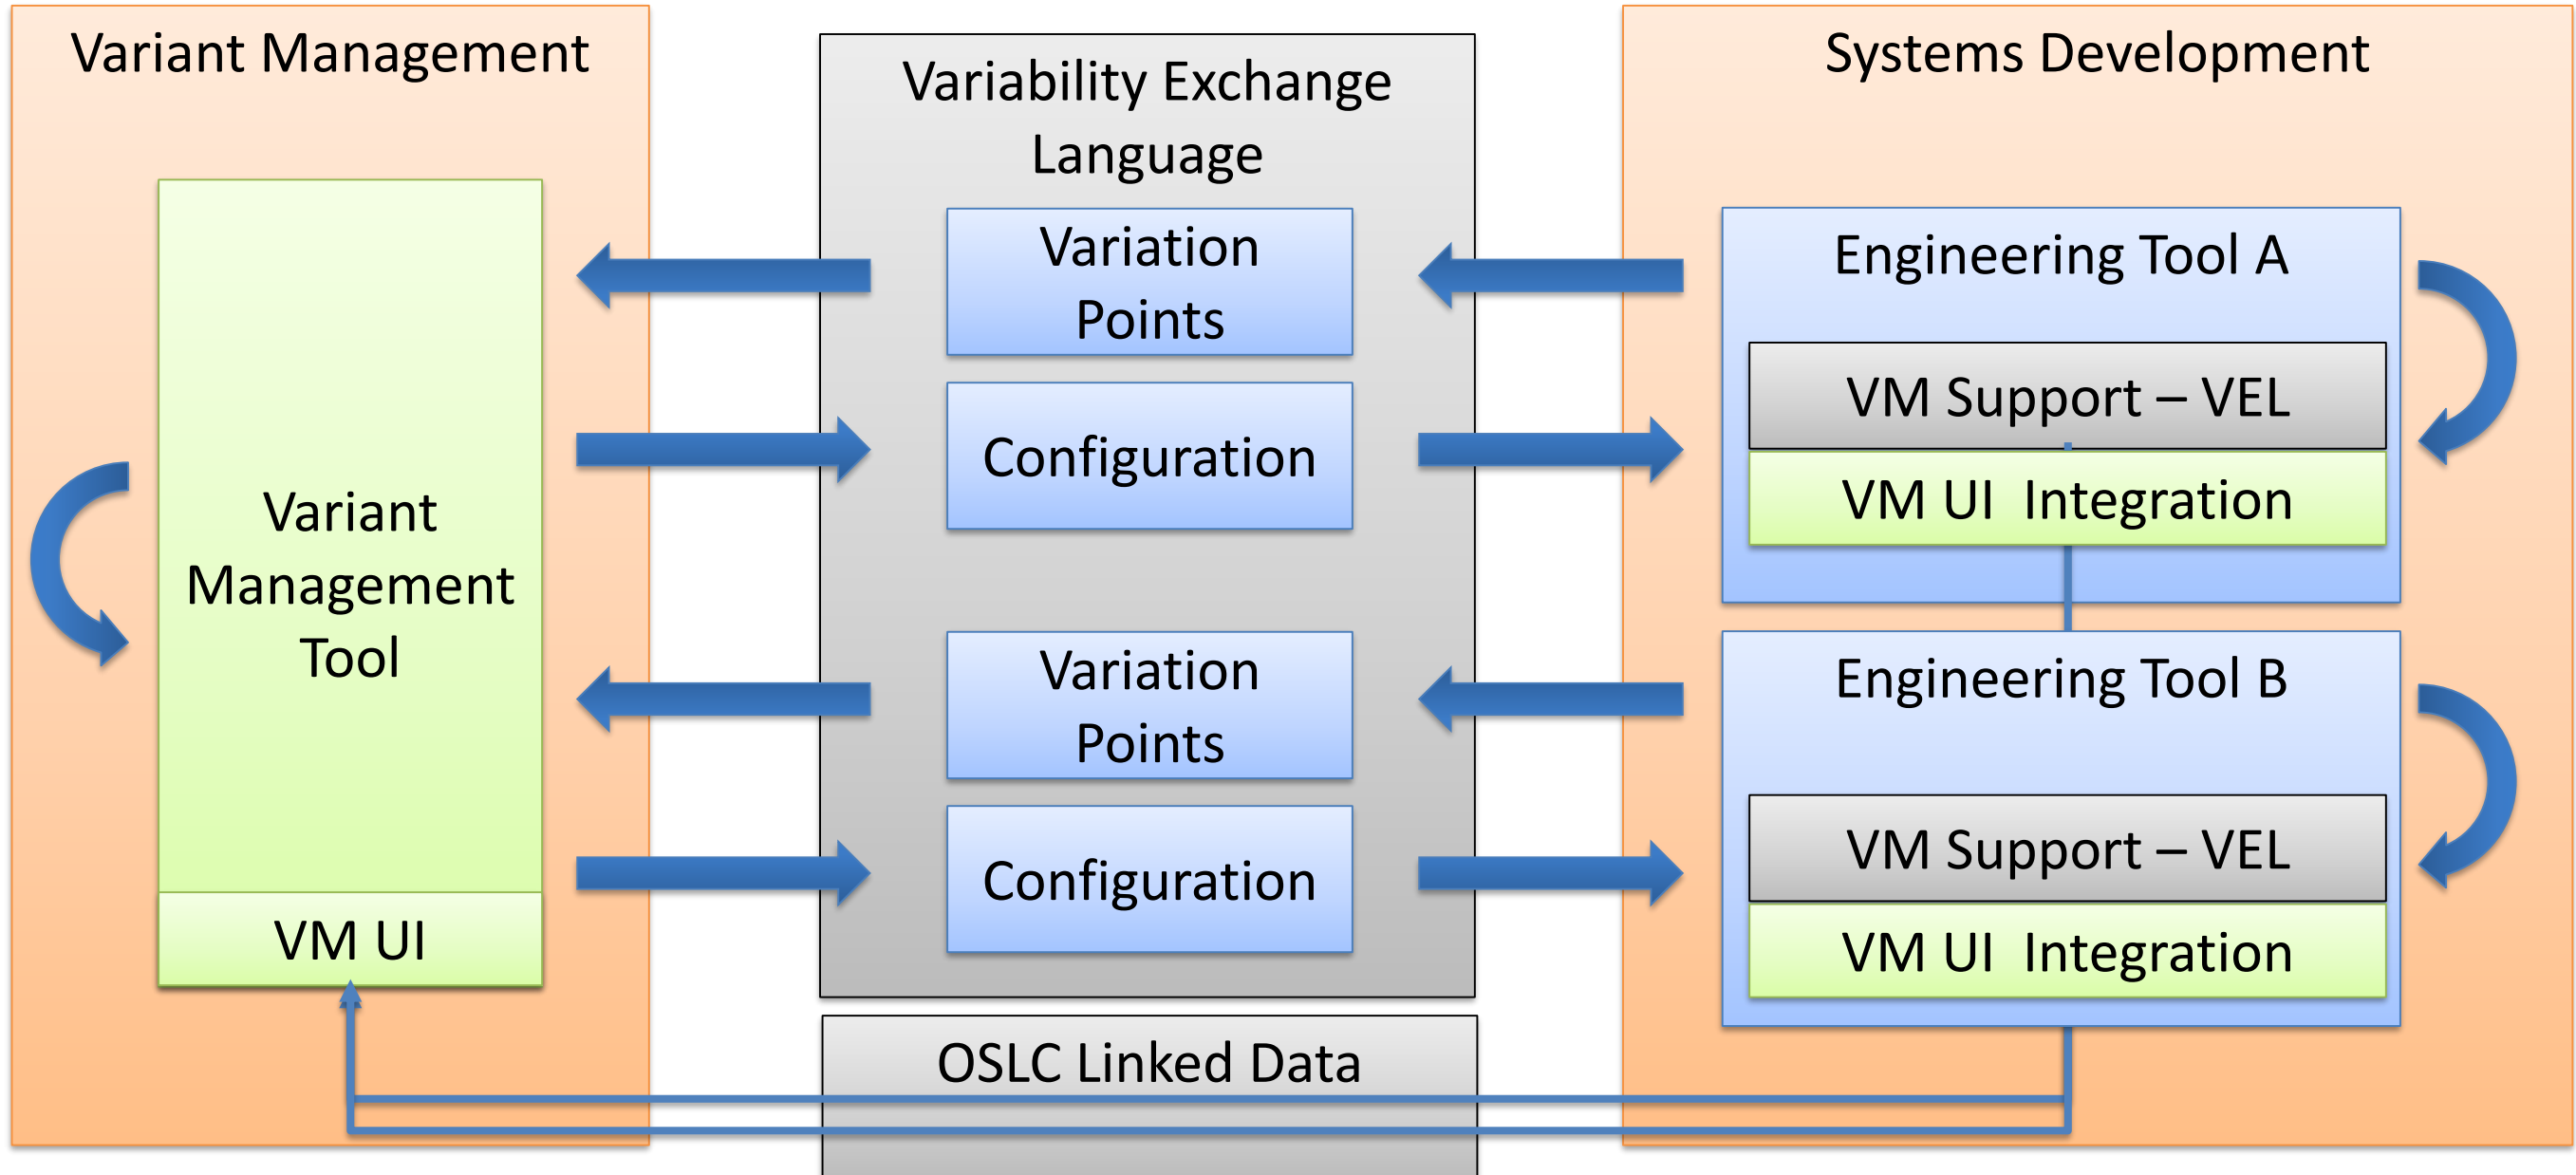 Variant Management
Variant
Management
Tool
VM UI
Variability Exchange
Language
Variation
Points
Configuration
Variation
Points
Configuration
OSLC Linked Data
Systems Development
Engineering Tool A
VM Support – VEL
VM UI  Integration
Engineering Tool B
VM Support – VEL
VM UI  Integration